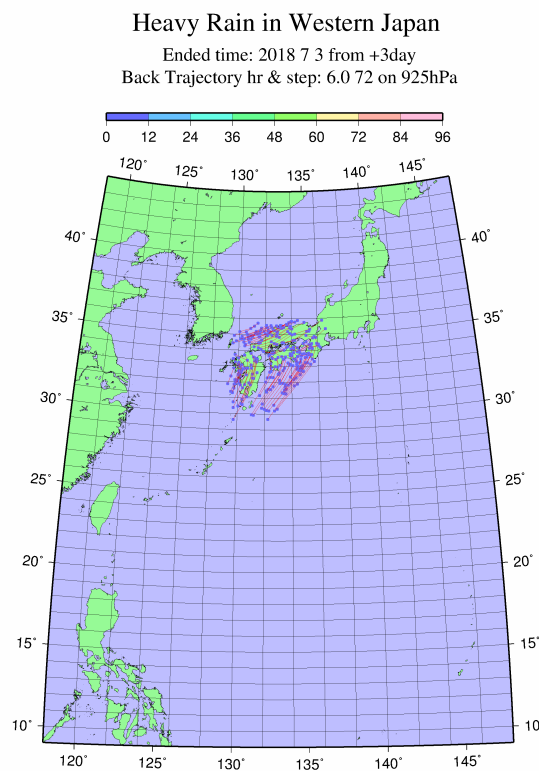 Heavy Rain in Western Japan
Ended time: 2018 7 3 from +3day
Back Trajectory hr & step: 6.0 72 on 925hPa
0 12 24 36 48 60 72 84 96
120˚ 125˚ 130˚ 135˚ 140˚ 145˚
40˚ 40˚
35˚ 35˚
30˚ 30˚
25˚ 25˚
20˚ 20˚
15˚ 15˚
10˚ 10
120˚ 125˚ 130˚ 135˚ 140˚ 145˚